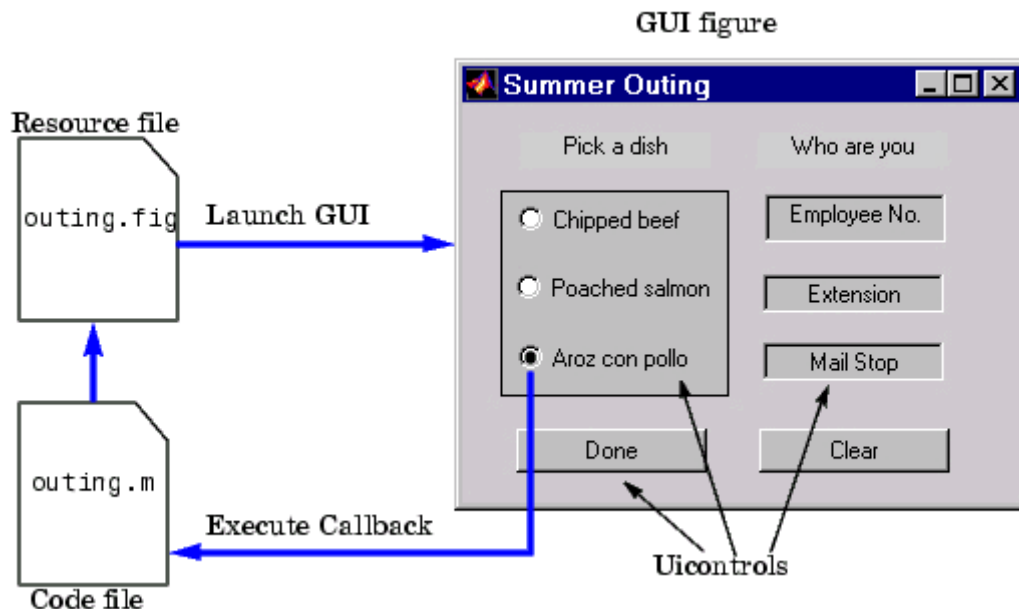 GUI figure
Summer Outing
Resource file
outing.fig
Launch GUI
Pick a dish
Who are you
Chipped beef
Poached salmon
Aroz con pollo
Employee No.
Extension
Mail Stop
Done
Clear
outing.m
Execute Callback
Uicontrols
Code file